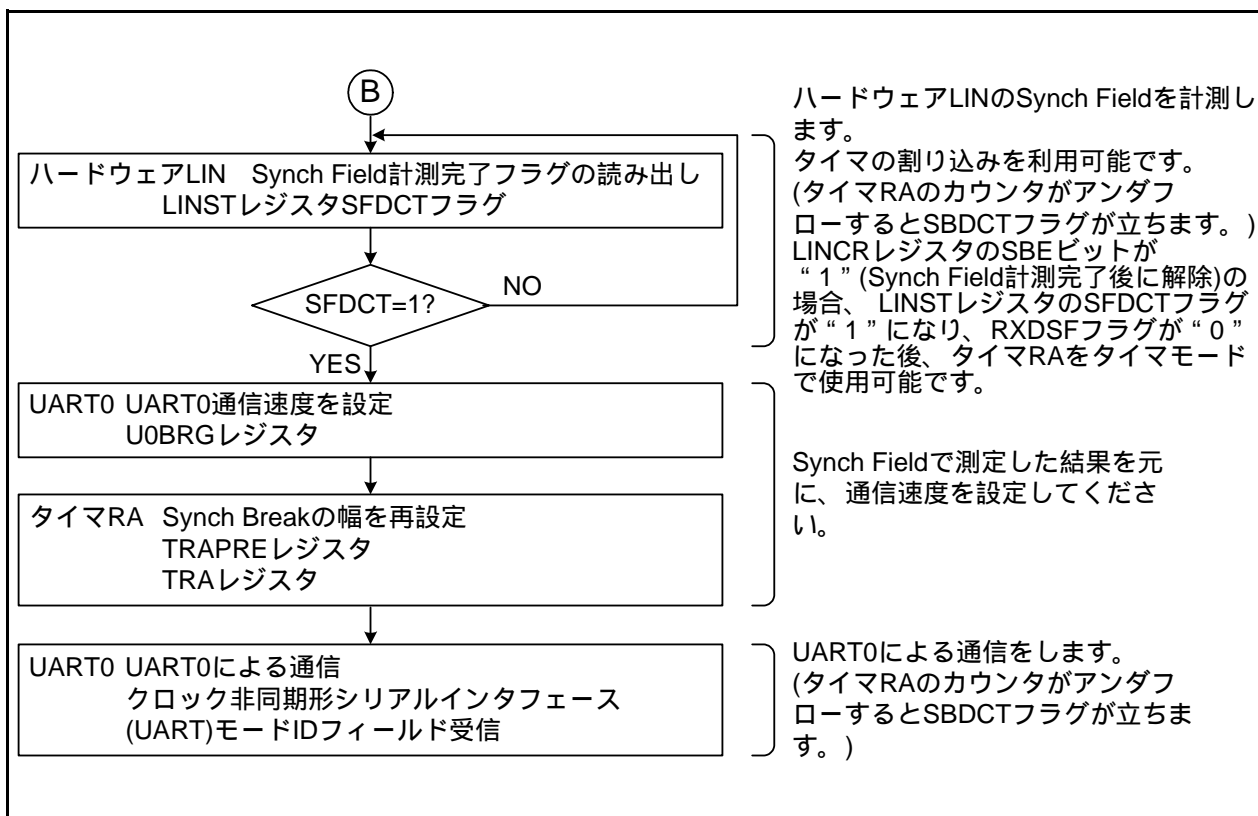 B
ハードウェアLIN　Synch Field計測完了フラグの読み出し
LINSTレジスタSFDCTフラグ
SFDCT=1?
NO
YES
UART0 UART0通信速度を設定
U0BRGレジスタ
タイマRA　Synch Breakの幅を再設定
TRAPREレジスタ
TRAレジスタ
UART0 UART0による通信
クロック非同期形シリアルインタフェース
(UART)モードIDフィールド受信
ハードウェアLINのSynch Fieldを計測し
ます。
タイマの割り込みを利用可能です。
(タイマRAのカウンタがアンダフ
ローするとSBDCTフラグが立ちます。)
LINCRレジスタのSBEビットが
“1”(Synch Field計測完了後に解除)の
場合、LINSTレジスタのSFDCTフラグ
が“1”になり、RXDSFフラグが“0”
になった後、タイマRAをタイマモード
で使用可能です。
Synch Fieldで測定した結果を元
に、通信速度を設定してくださ
い。
UART0による通信をします。
(タイマRAのカウンタがアンダフ
ローするとSBDCTフラグが立ちま
す。)